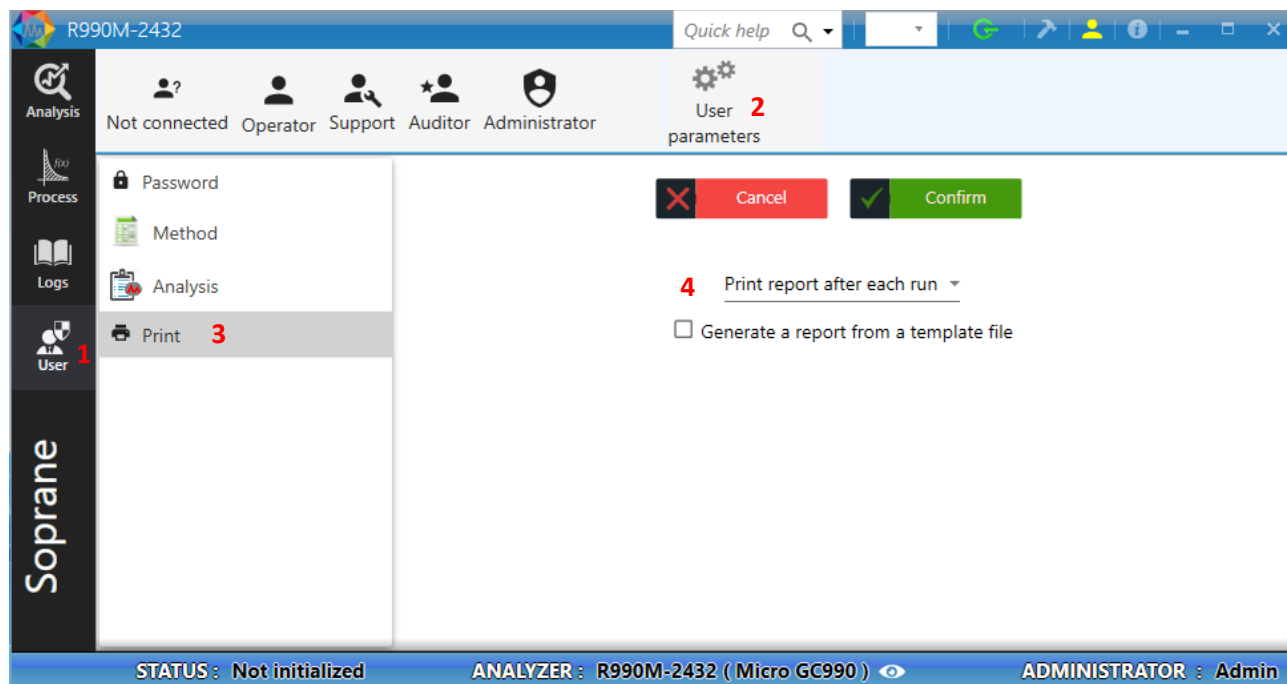 R990M-2432
Quick help
Analysis
Process
Logs
User 1
Soprane
Not connected
Operator
Support
Auditor
Administrator
User 2
parameters
Password
Method
Analysis
Print 3
Cancel
Confirm
4 Print report after each run
Generate a report from a template file
STATUS : Not initialized
ANALYZER : R990M-2432 ( Micro GC990 )
ADMINISTRATOR : Admin